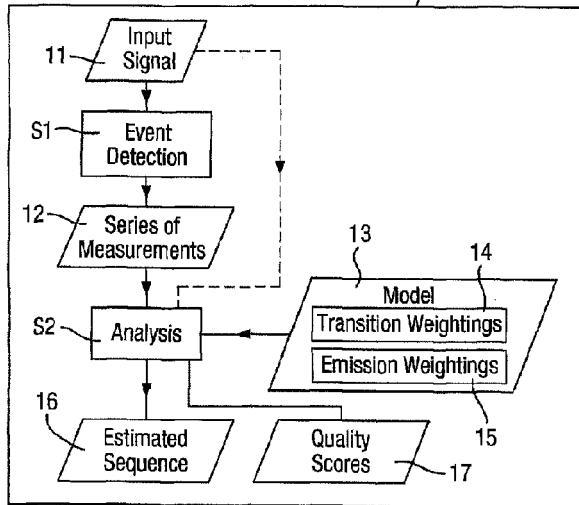 11
Input
Signal
S1
Event
Detection
12
Series of
Measurements
13
14
Model
Transition Weightings
Emission Weightings
15
S2
Analysis
16
Estimated
Sequence
Quality
Scores
17